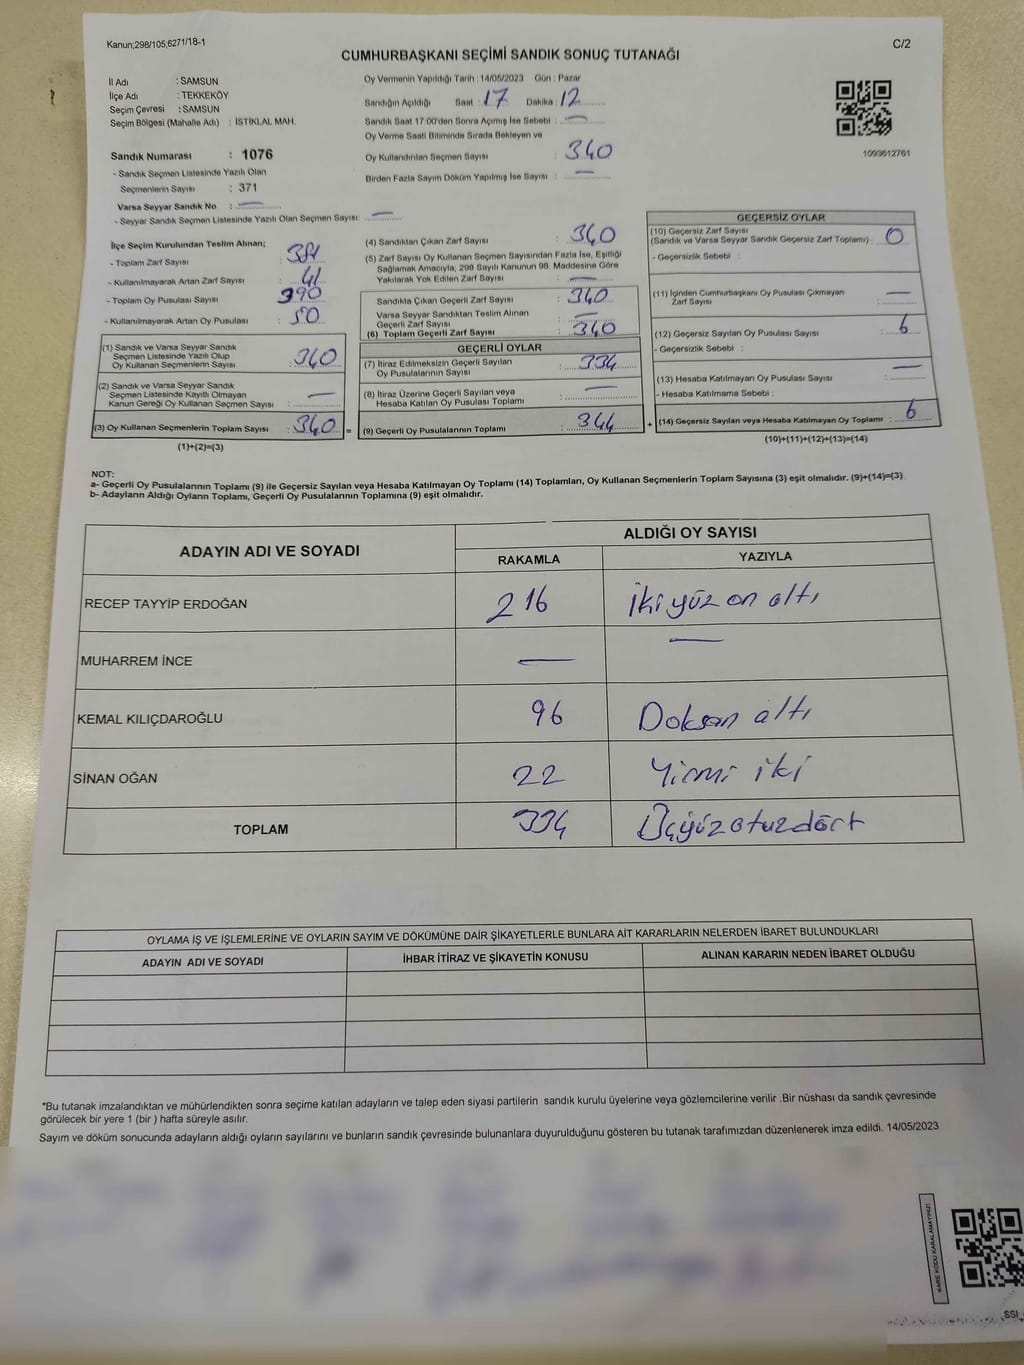 Kanun;298/105;6271/18-1
C/2
CUMHURBAŞKANI SEÇİMİ SANDIK SONUÇ TUTANAĞI
İl Adı : SAMSUN
İlçe Adı : TEKKEKÖY
Seçim Çevresi : SAMSUN
Seçim Bölgesi (Mahalle Adı) : İSTİKLAL MAH.
Sandık Numarası : 1076
- Sandık Seçmen Listesinde Yazılı Olan
Seçmenlerin Sayısı : 371
Varsa Seyyar Sandık No : —
- Seyyar Sandık Seçmen Listesinde Yazılı Olan Seçmen Sayısı: —
Oy Vermenin Yapıldığı Tarih : 14/05/2023 Gün : Pazar
Sandığın Açıldığı Saat : 17 Dakika : 12
Sandık Saat 17:00'den Sonra Açımış İse Sebebi : —
Oy Verme Saati Bitiminde Sırada Bekleyen ve
Oy Kullandırılan Seçmen Sayısı : 340
Birden Fazla Sayım Döküm Yapılmış İse Sayısı : —
1093612761
İlçe Seçim Kurulundan Teslim Alınan;
- Toplam Zarf Sayısı : 381
- Kullanılmayarak Artan Zarf Sayısı : 41
- Toplam Oy Pusulası Sayısı : 390
- Kullanılmayarak Artan Oy Pusulası : 50
(1) Sandık ve Varsa Seyyar Sandık
Seçmen Listesinde Yazılı Olup
Oy Kullanan Seçmenlerin Sayısı : 340
(2) Sandık ve Varsa Seyyar Sandık
Seçmen Listesinde Kayıtlı Olmayan
Kanun Gereği Oy Kullanan Seçmen Sayısı : —
(3) Oy Kullanan Seçmenlerin Toplam Sayısı : 340 =
(1)+(2)=(3)
(4) Sandıktan Çıkan Zarf Sayısı : 340
(5) Zarf Sayısı Oy Kullanan Seçmen Sayısından Fazla İse, Eşitliği
Sağlamak Amacıyla; 298 Sayılı Kanunun 98. Maddesine Göre
Yakılarak Yok Edilen Zarf Sayısı : —
Sandıkta Çıkan Geçerli Zarf Sayısı : 340
Varsa Seyyar Sandıktan Teslim Alınan
Geçerli Zarf Sayısı : —
(6) Toplam Geçerli Zarf Sayısı : 340
GEÇERLİ OYLAR
(7) İtiraz Edilmeksizin Geçerli Sayılan
Oy Pusulalarının Sayısı : 334
(8) İtiraz Üzerine Geçerli Sayılan veya
Hesaba Katılan Oy Pusulası Toplamı : —
(9) Geçerli Oy Pusulalarının Toplamı : 344 +
GEÇERSİZ OYLAR
(10) Geçersiz Zarf Sayısı
(Sandık ve Varsa Seyyar Sandık Geçersiz Zarf Toplamı) : 0
- Geçersizlik Sebebi :
(11) İçinden Cumhurbaşkanı Oy Pusulası Çıkmayan
Zarf Sayısı : —
(12) Geçersiz Sayılan Oy Pusulası Sayısı : 6
- Geçersizlik Sebebi :
(13) Hesaba Katılmayan Oy Pusulası Sayısı : —
- Hesaba Katılmama Sebebi :
(14) Geçersiz Sayılan veya Hesaba Katılmayan Oy Toplamı : 6
(10)+(11)+(12)+(13)=(14)
NOT:
a- Geçerli Oy Pusulalarının Toplamı (9) ile Geçersiz Sayılan veya Hesaba Katılmayan Oy Toplamı (14) Toplamları, Oy Kullanan Seçmenlerin Toplam Sayısına (3) eşit olmalıdır. (9)+(14)=(3)
b- Adayların Aldığı Oyların Toplamı, Geçerli Oy Pusulalarının Toplamına (9) eşit olmalıdır.
ADAYIN ADI VE SOYADI ALDIĞI OY SAYISI
RAKAMLA YAZIYLA
RECEP TAYYİP ERDOĞAN 216 İki yüz on altı
MUHARREM İNCE — —
KEMAL KILIÇDAROĞLU 96 Doksan altı
SİNAN OĞAN 22 Yirmi iki
TOPLAM 334 Üçyüzotuzdört
OYLAMA İŞ VE İŞLEMLERİNE VE OYLARIN SAYIM VE DÖKÜMÜNE DAİR ŞİKAYETLERLE BUNLARA AİT KARARLARIN NELERDEN İBARET BULUNDUKLARI
ADAYIN ADI VE SOYADI İHBAR İTİRAZ VE ŞİKAYETİN KONUSU ALINAN KARARIN NEDEN İBARET OLDUĞU
*Bu tutanak imzalandıktan ve mühürlendikten sonra seçime katılan adayların ve talep eden siyasi partilerin sandık kurulu üyelerine veya gözlemcilerine verilir .Bir nüshası da sandık çevresinde
görülecek bir yere 1 (bir ) hafta süreyle asılır.
Sayım ve döküm sonucunda adayların aldığı oyların sayılarını ve bunların sandık çevresinde bulunanlara duyurulduğunu gösteren bu tutanak tarafımızdan düzenlenerek imza edildi. 14/05/2023
KARE KODU KARALAMAYINIZ!
SSI